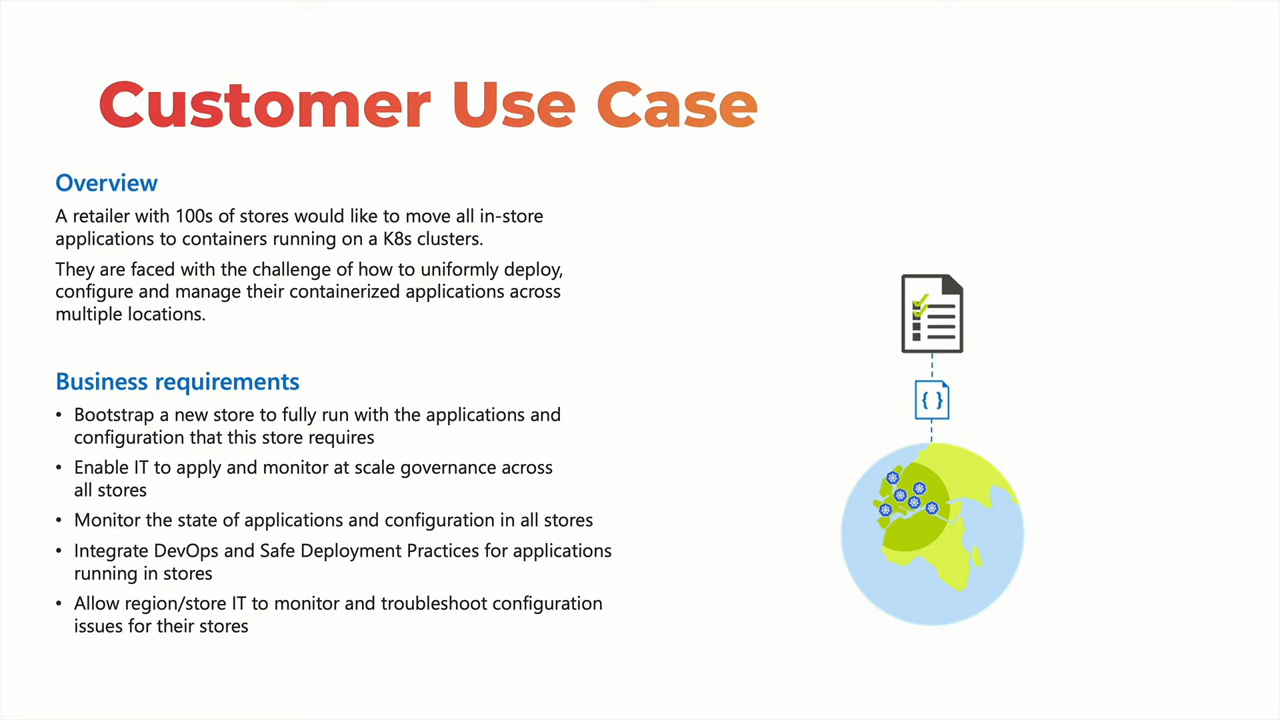 Customer Use Case
Overview
A retailer with 100s of stores would like to move all in-store
applications to containers running on a K8s clusters.
They are faced with the challenge of how to uniformly deploy,
configure and manage their containerized applications across
multiple locations.
Business requirements
• Bootstrap a new store to fully run with the applications and
configuration that this store requires
• Enable IT to apply and monitor at scale governance across
all stores
• Monitor the state of applications and configuration in all stores
• Integrate DevOps and Safe Deployment Practices for applications
running in stores
• Allow region/store IT to monitor and troubleshoot configuration
issues for their stores
{ }